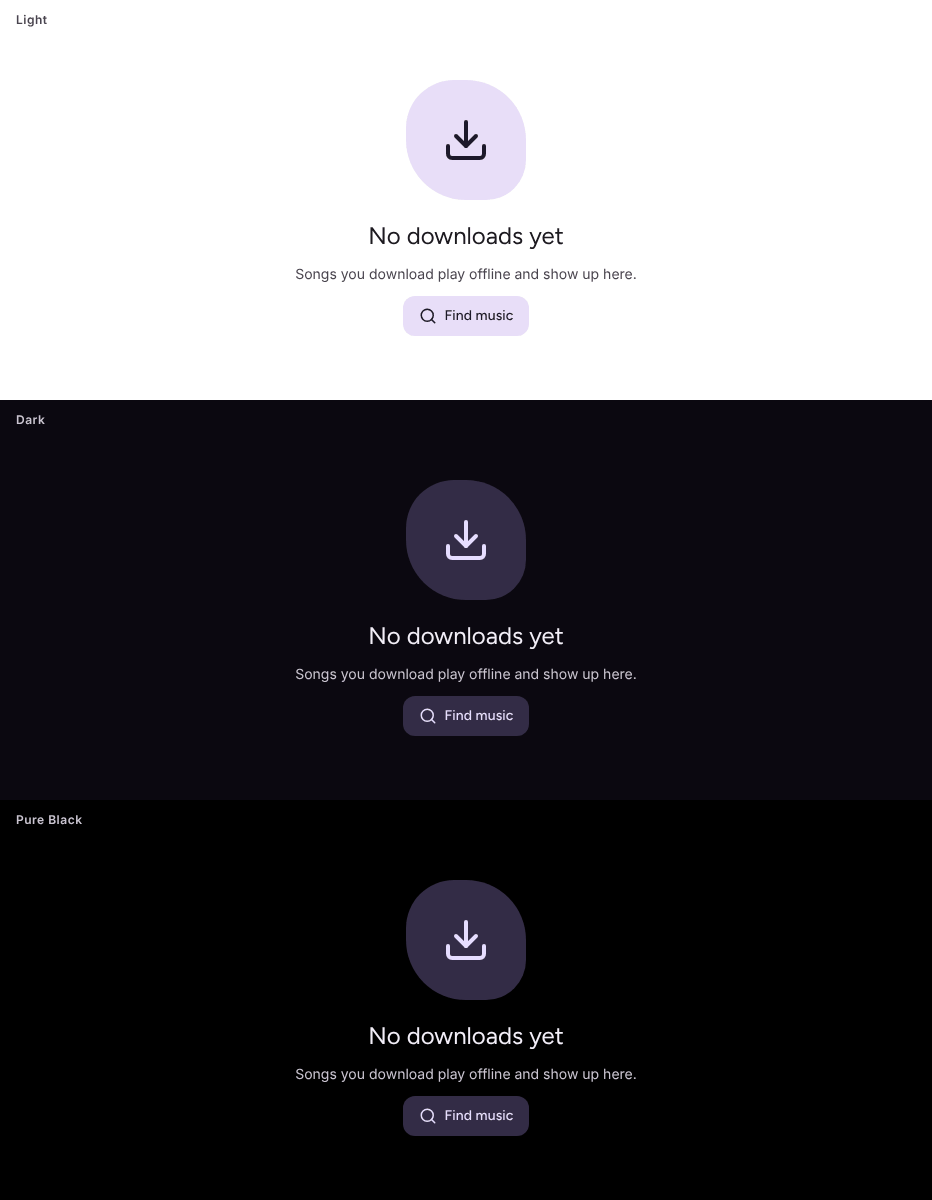 Light
No downloads yet
Songs you download play offline and show up here.
Find music
Dark
No downloads yet
Songs you download play offline and show up here.
Find music
Pure Black
No downloads yet
Songs you download play offline and show up here.
Find music